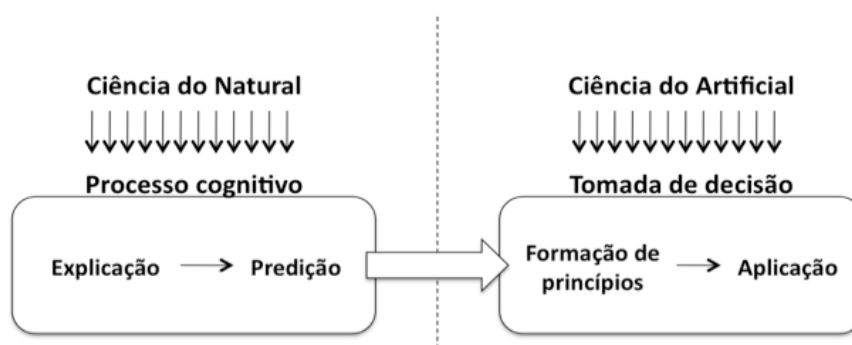 Ciência do Natural
Processo cognitivo
Explicação
Predição
Ciência do Artificial
Tomada de decisão
Formação de
princípios
Aplicação